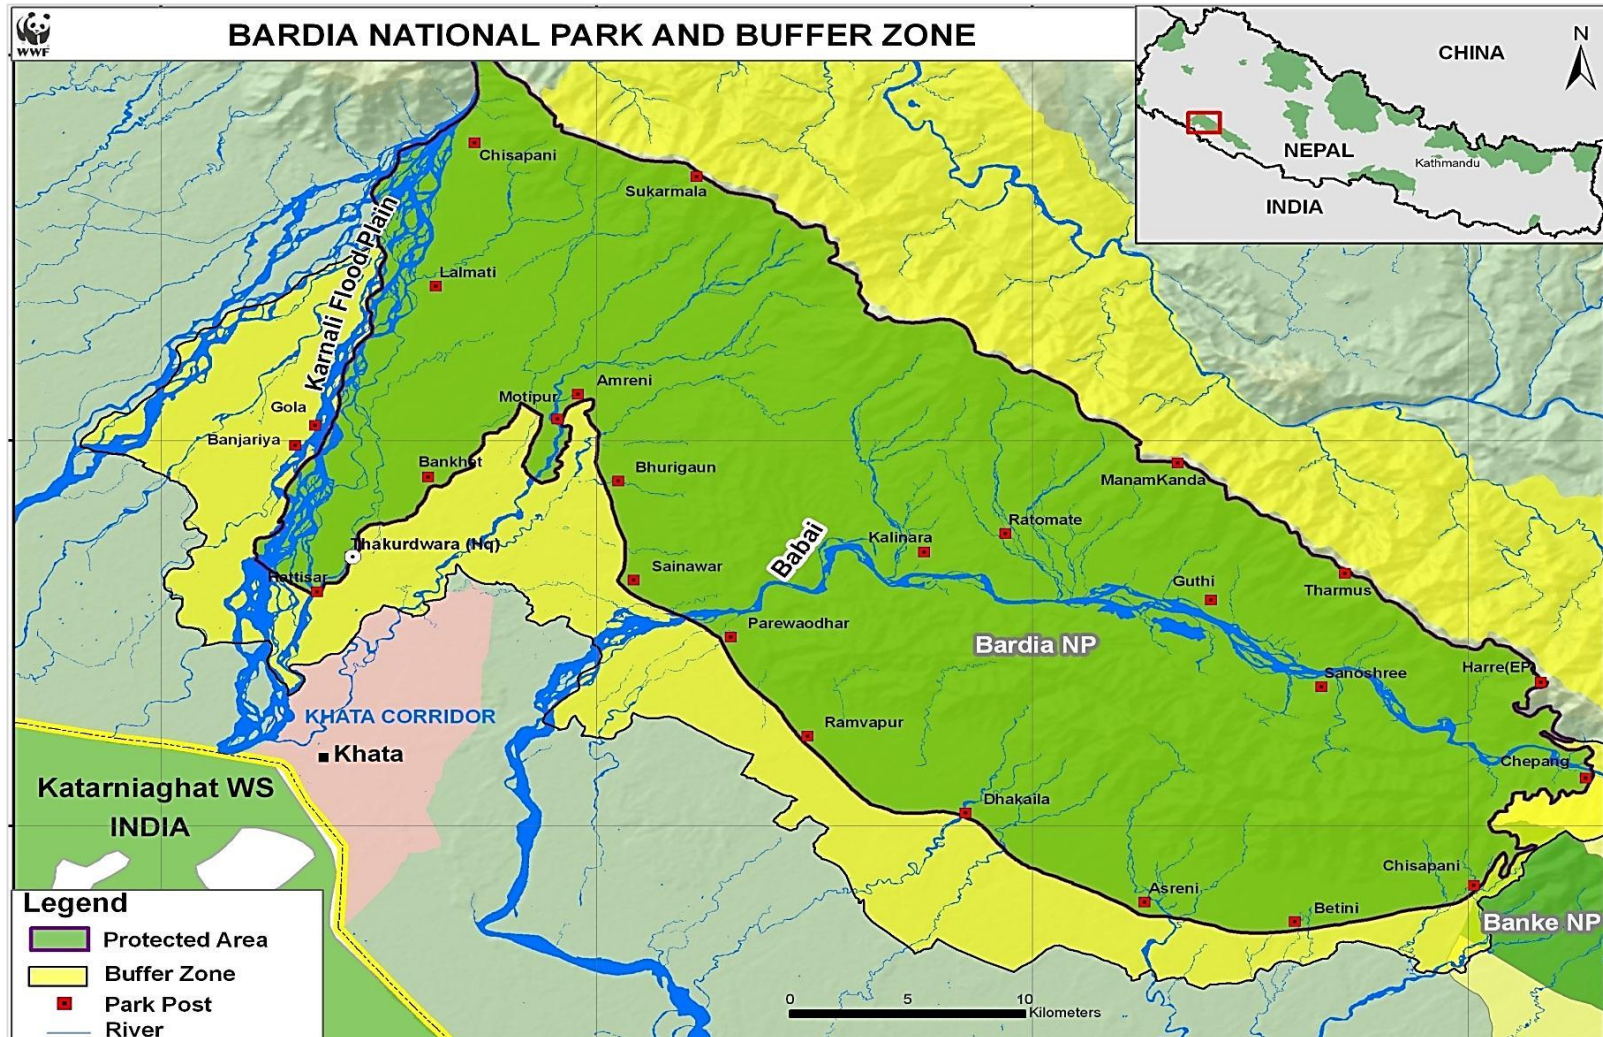 WWF
BARDIA NATIONAL PARK AND BUFFER ZONE
N
CHINA
NEPAL
Kathmandu
INDIA
Chisapani
Sukarmala
Karnali Flood Plain
Lalmati
Amreni
Motipur
Gola
Banjariya
Bankhet
Bhurigaun
ManamKanda
Ratomate
Babai
Kalinara
Thakurdwara (Hq)
Sainawar
Hattisar
Guthi
Tharmus
Parewaodhar
Bardia NP
Sanoshree
Harre(EP)
KHATA CORRIDOR
Khata
Ramvapur
Chepang
Katarniaghat WS
INDIA
Dhakaila
Chisapani
Asreni
Betini
Banke NP
Legend
Protected Area
Buffer Zone
Park Post
River
0 5 10
Kilometers